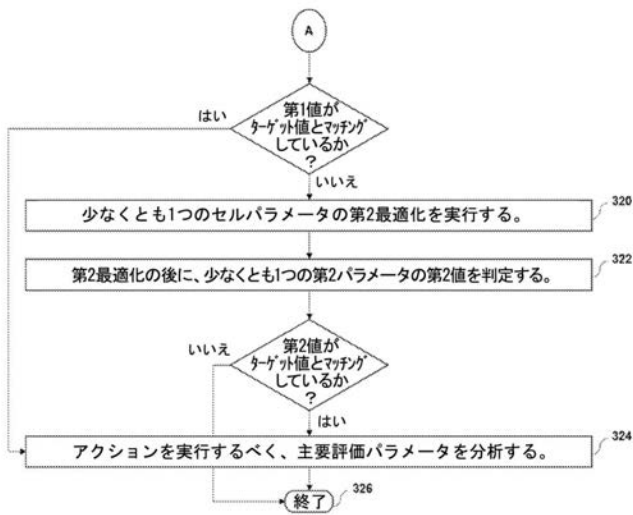 A
第1値が
ﾀｰｹﾞｯﾄ値とﾏｯﾁﾝｸﾞ
しているか
?
はい
いいえ
少なくとも1つのセルパラメータの第2最適化を実行する。
320
第2最適化の後に、少なくとも1つの第2パラメータの第2値を判定する。
322
第2値が
ﾀｰｹﾞｯﾄ値とﾏｯﾁﾝｸﾞ
しているか
?
いいえ
はい
アクションを実行するべく、主要評価パラメータを分析する。
324
終了
326